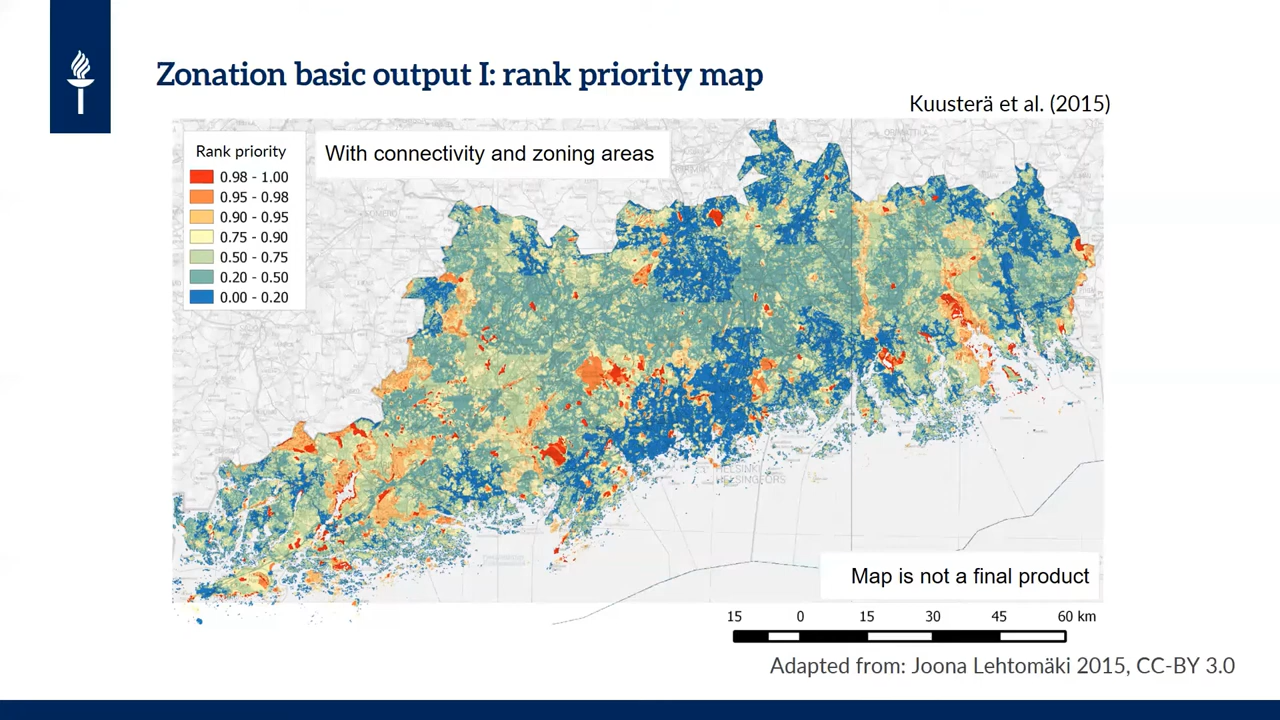 Zonation basic output I: rank priority map
Kuusterä et al. (2015)
Rank priority
0.98 - 1.00
0.95 - 0.98
0.90 - 0.95
0.75 - 0.90
0.50 - 0.75
0.20 - 0.50
0.00 - 0.20
With connectivity and zoning areas
HELSINKI
HELSINGFORS
Map is not a final product
15 0 15 30 45 60 km
Adapted from: Joona Lehtomäki 2015, CC-BY 3.0